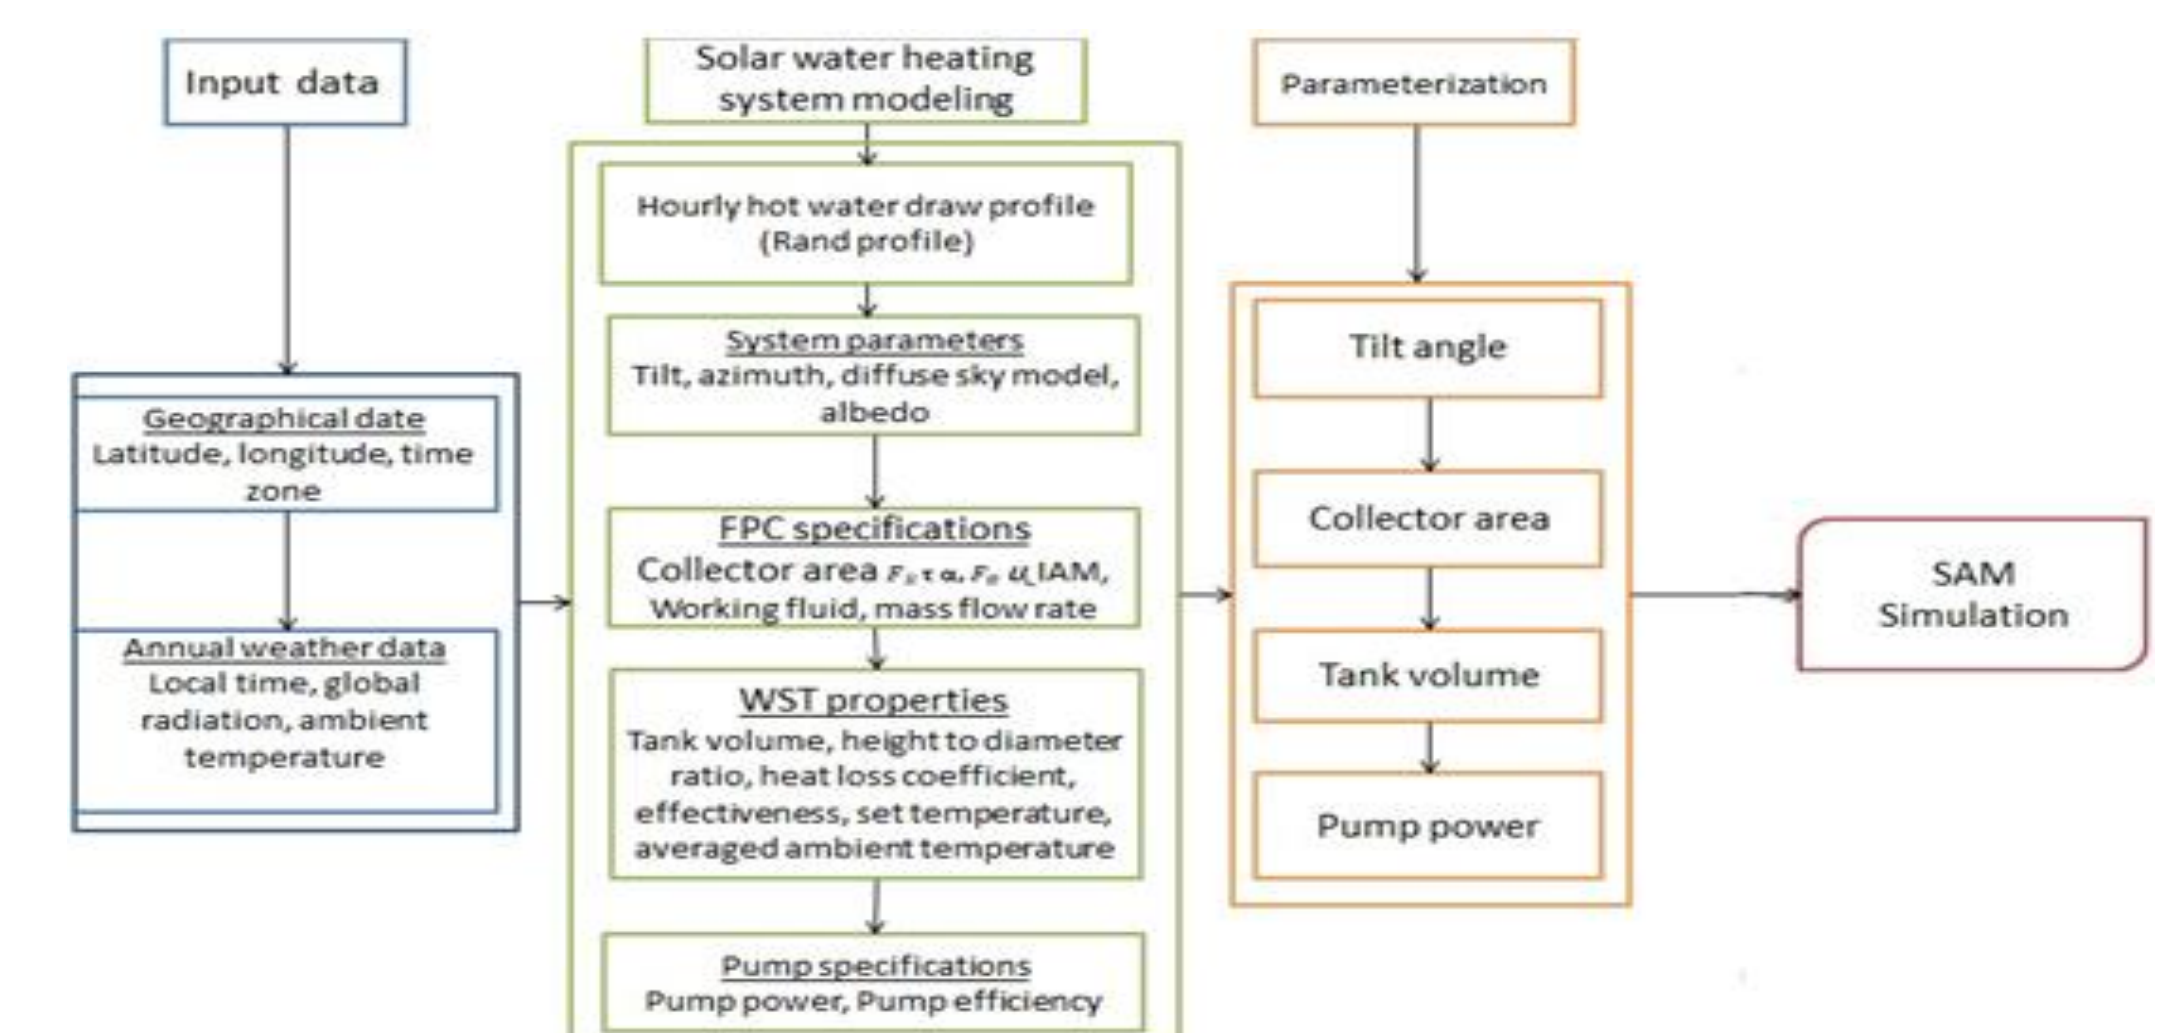 Input data
Geographical date
Latitude, longitude, time
zone
Annual weather data
Local time, global
radiation, ambient
temperature
Solar water heating
system modeling
Hourly hot water draw profile
(Rand profile)
System parameters
Tilt, azimuth, diffuse sky model,
albedo
FPC specifications
Collector area τ α, IAM,
Working fluid, mass flow rate
WST properties
Tank volume, height to diameter
ratio, heat loss coefficient,
effectiveness, set temperature,
averaged ambient temperature
Pump specifications
Pump power, Pump efficiency
Parameterization
Tilt angle
Collector area
Tank volume
Pump power
SAM
Simulation